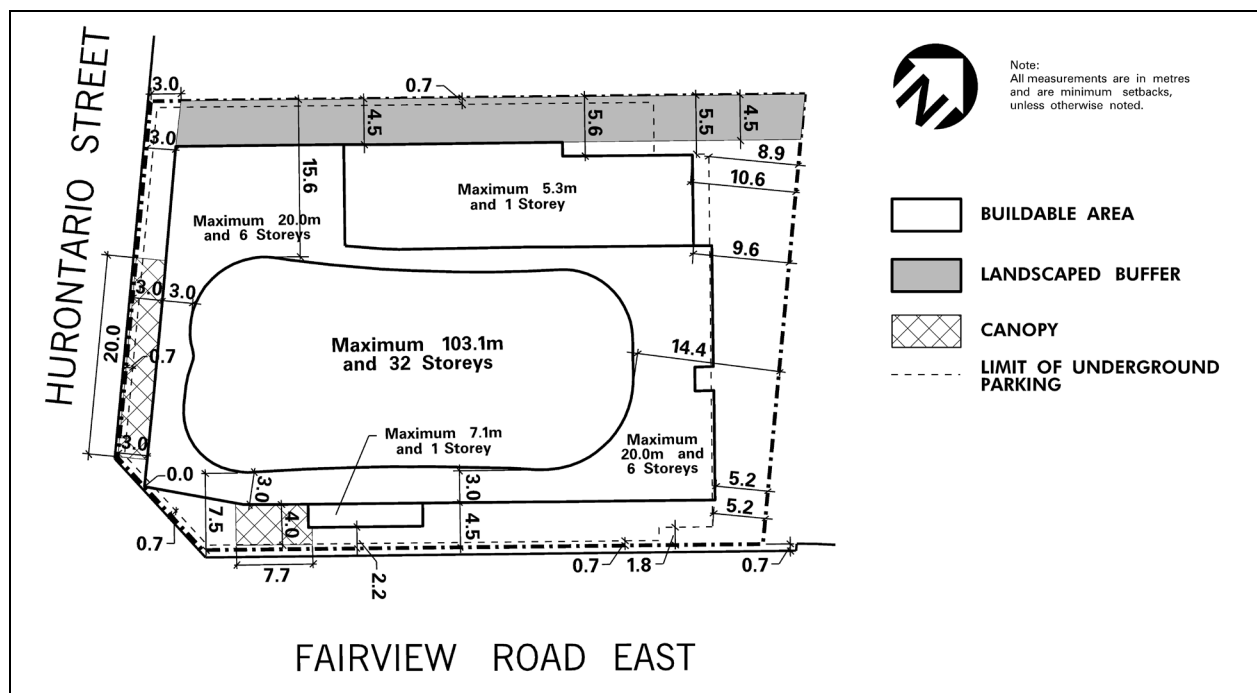 HURONTARIO STREET
3.0
0.7
4.5
5.6
5.5
4.5
3.0
8.9
10.6
15.6
Maximum 5.3m
and 1 Storey
Maximum 20.0m
and 6 Storeys
9.6
3.0
3.0
20.0
0.7
Maximum 103.1m
and 32 Storeys
14.4
Maximum 7.1m
and 1 Storey
Maximum
20.0m and
6 Storeys
3.0
0.0
3.0
3.0
5.2
5.2
7.5
4.0
4.5
0.7
7.7
2.2
0.7
1.8
0.7
FAIRVIEW ROAD EAST
N
Note:
All measurements are in metres
and are minimum setbacks,
unless otherwise noted.
BUILDABLE AREA
LANDSCAPED BUFFER
CANOPY
LIMIT OF UNDERGROUND
PARKING